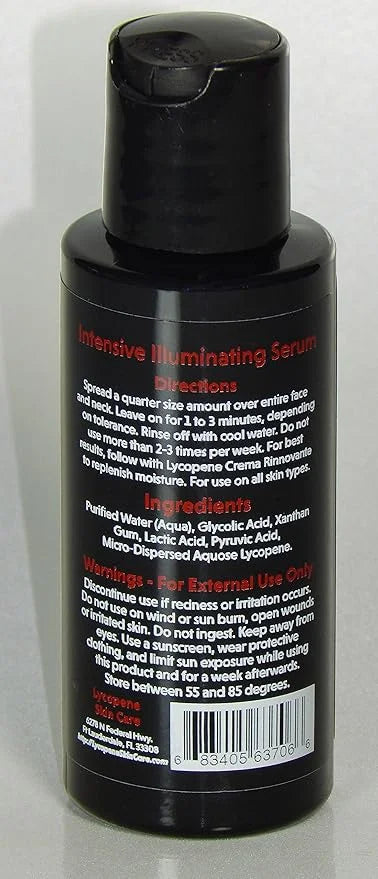 PRESS
Intensive Illuminating Serum
Directions
Spread a quarter size amount over entire face
and neck. Leave on for 1 to 3 minutes, depending
on tolerance. Rinse off with cool water. Do not
use more than 2-3 times per week. For best
results, follow with Lycopene Crema Rinnovante
to replenish moisture. For use on all skin types.
Ingredients
Purified Water (Aqua), Glycolic Acid, Xanthan
Gum, Lactic Acid, Pyruvic Acid,
Micro-Dispersed Aquose Lycopene.
Warnings - For External Use Only
Discontinue use if redness or irritation occurs.
Do not use on wind or sun burn, open wounds
or irritated skin. Do not ingest. Keep away from
eyes. Use a sunscreen, wear protective
clothing, and limit sun exposure while using
this product and for a week afterwards.
Store between 55 and 85 degrees.
Lycopene
Skin Care
6278 N Federal Hwy.
Ft Lauderdale, FL 33308
http://LycopeneSkinCare.com
6 83405 63706 6